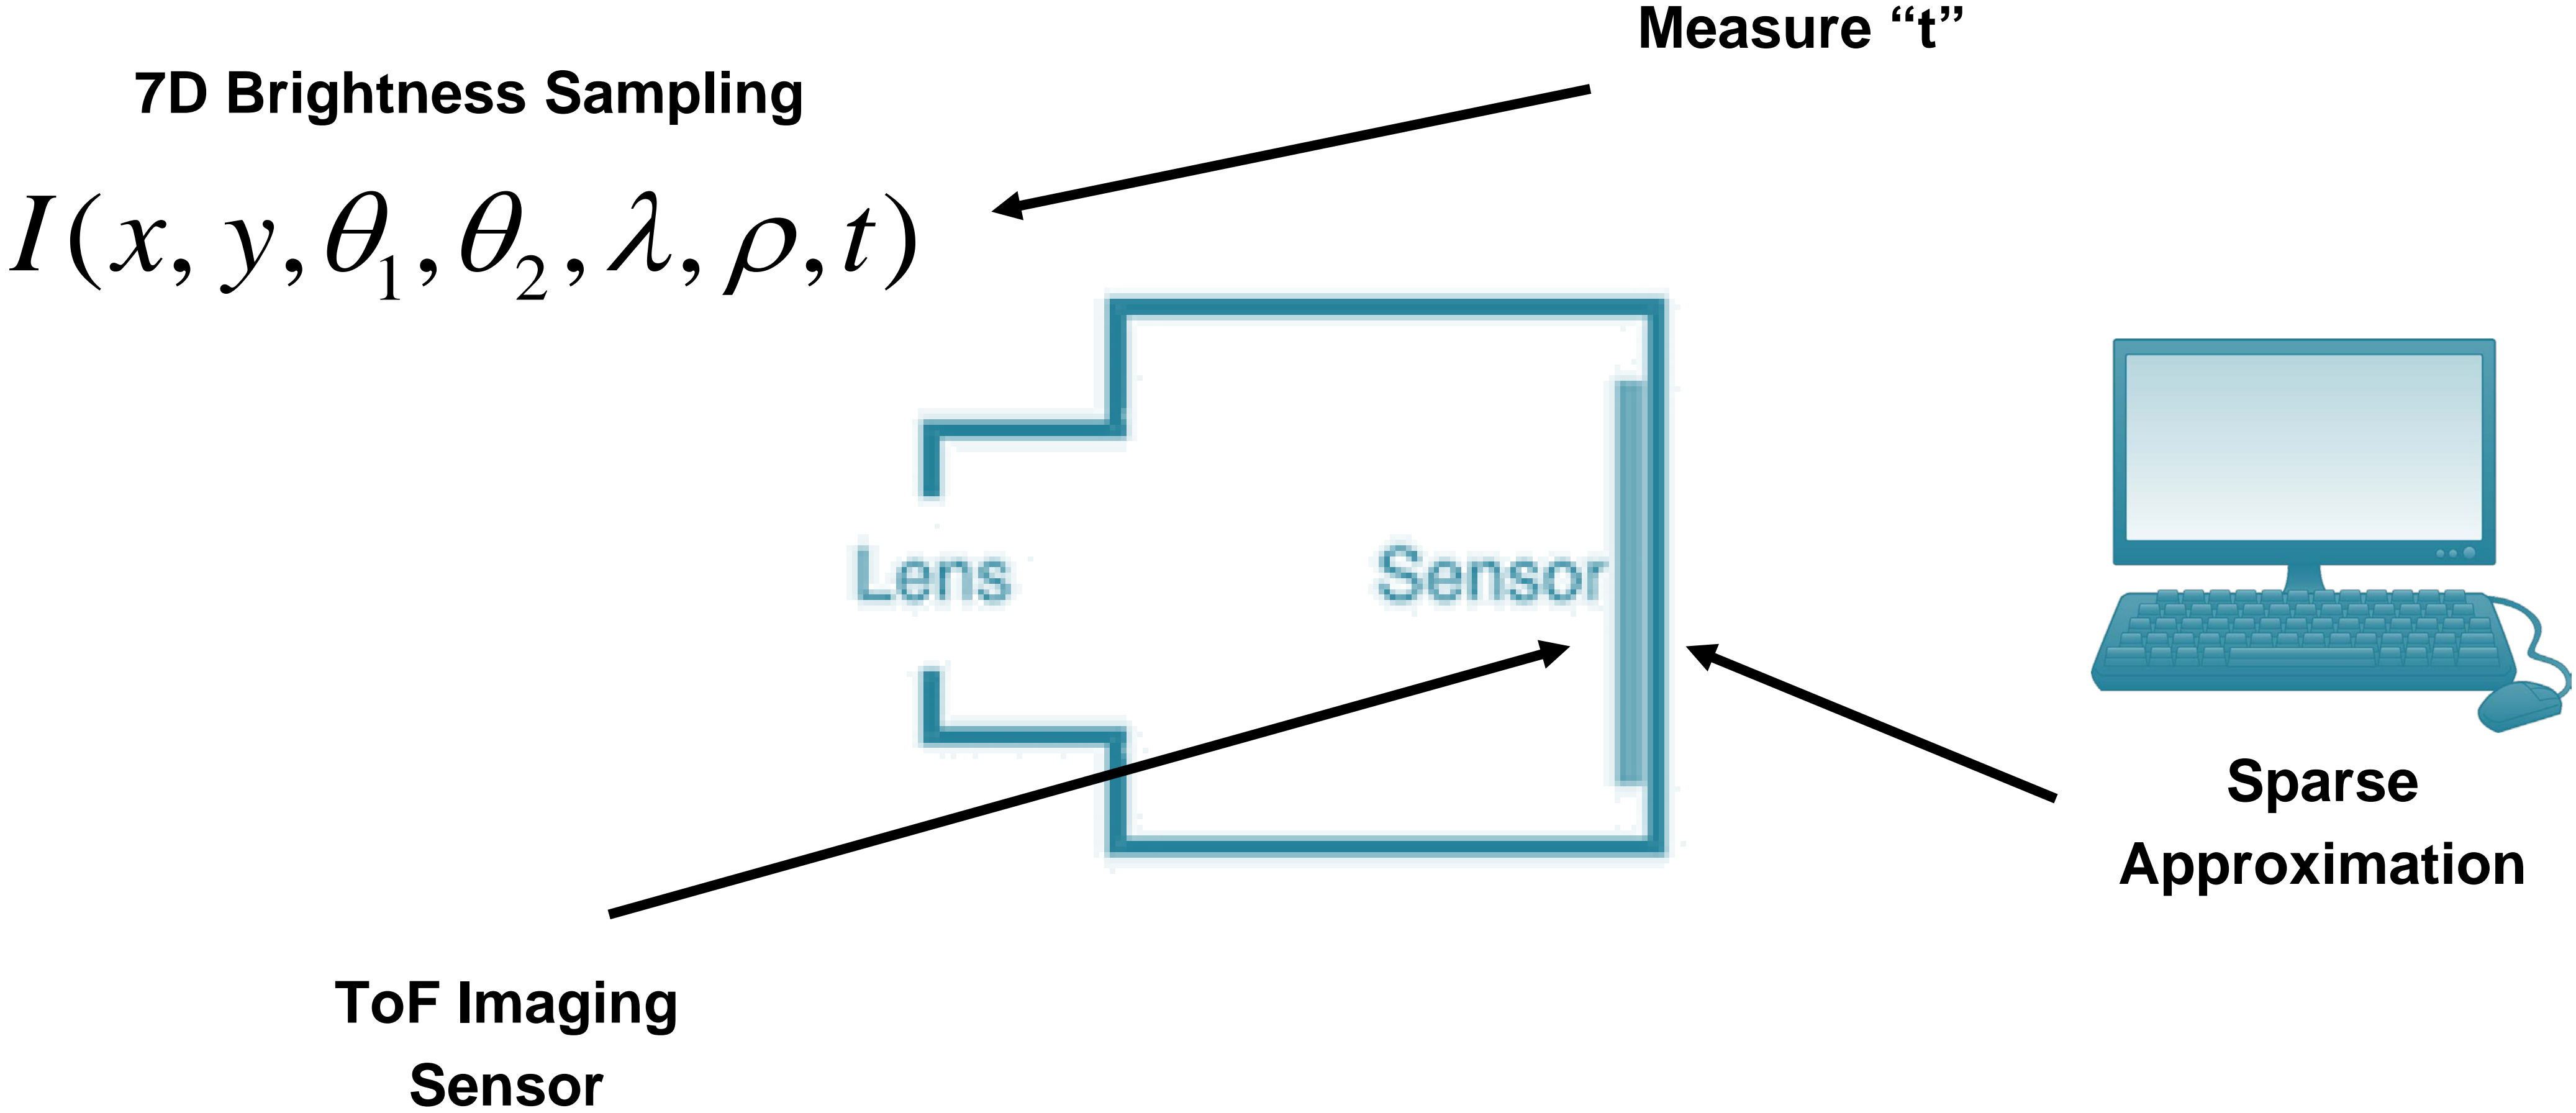 Measure “t”
7D Brightness Sampling
I(x, y, θ₁, θ₂, λ, ρ, t)
Lens
Sensor
Sparse
Approximation
ToF Imaging
Sensor